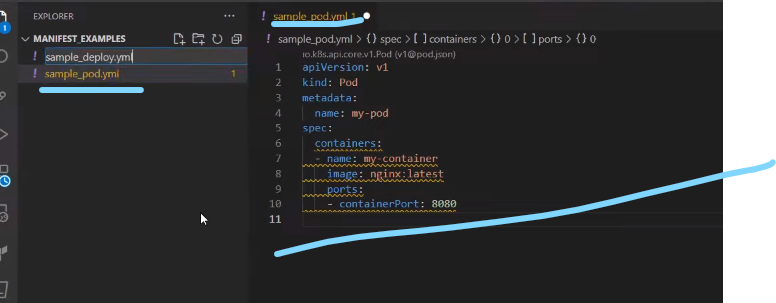 EXPLORER
MANIFEST_EXAMPLES
sample_deploy.yml
! sample_pod.yml 1
! sample_pod.yml 1
! sample_pod.yml > {} spec > [ ] containers > {} 0 > [ ] ports > {} 0
io.k8s.api.core.v1.Pod (v1@pod.json)
1 apiVersion: v1
2 kind: Pod
3 metadata:
4 name: my-pod
5 spec:
6 containers:
7 - name: my-container
8 image: nginx:latest
9 ports:
10 - containerPort: 8080
11